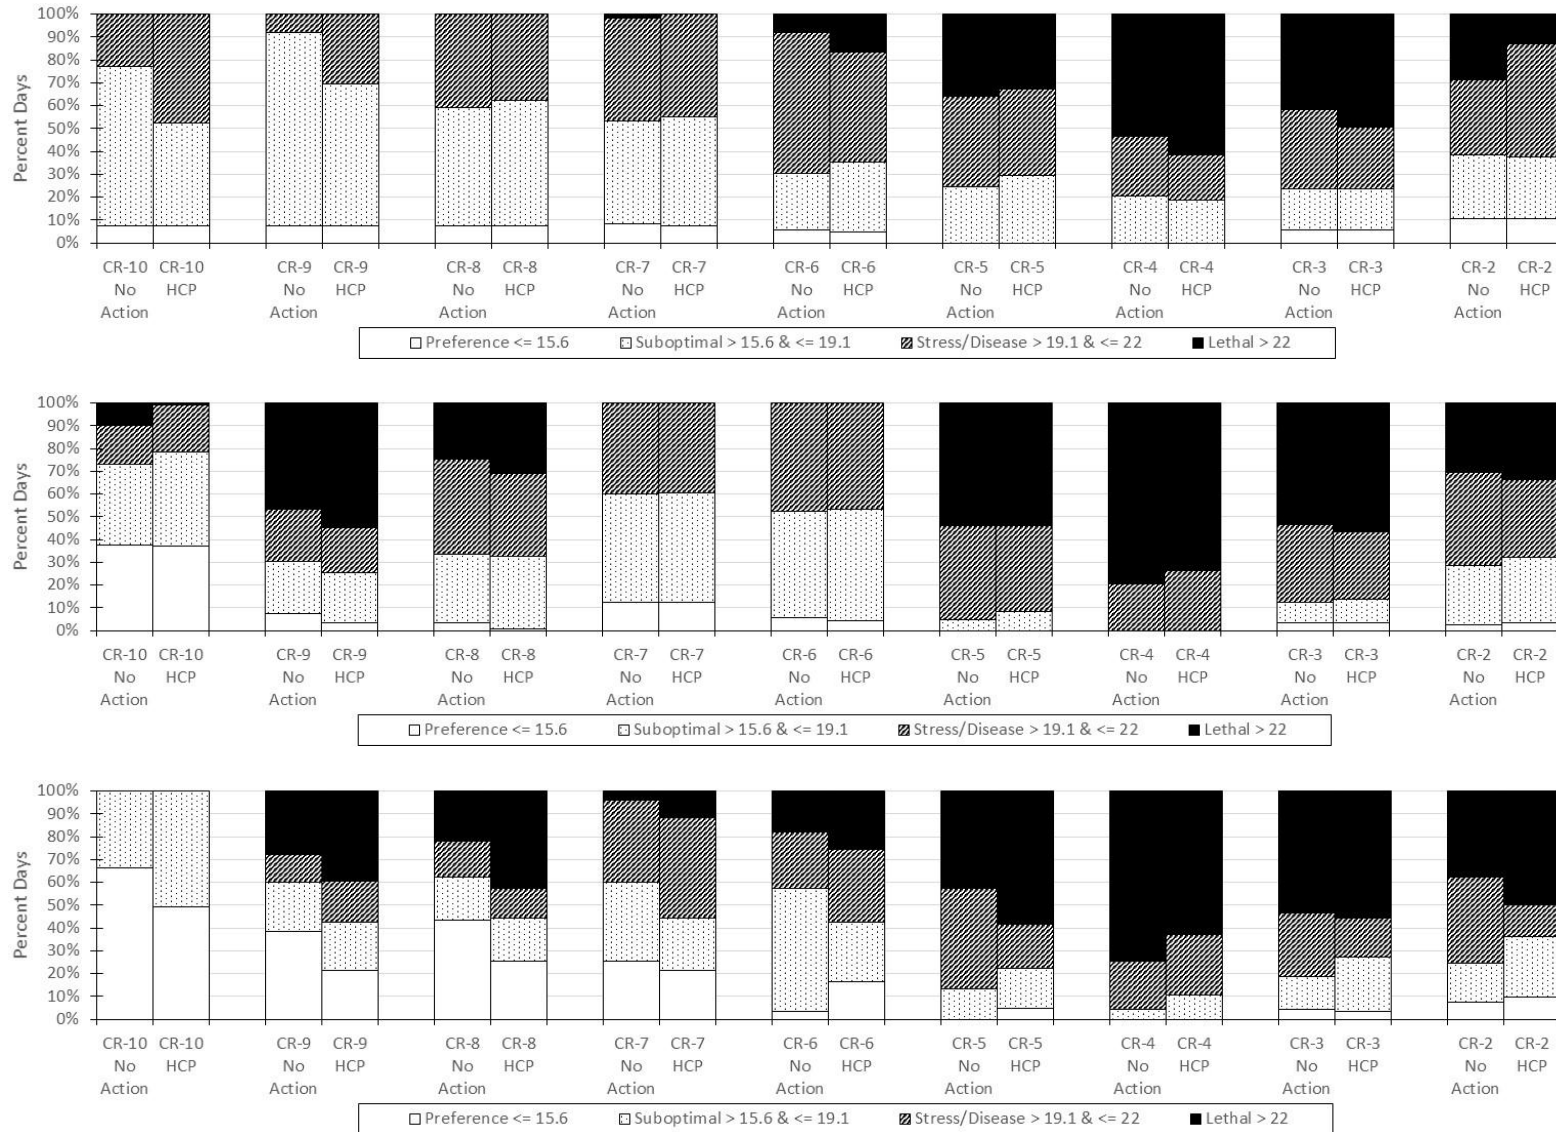 Percent Days
100%
90%
80%
70%
60%
50%
40%
30%
20%
10%
0%
CR-10 CR-10 CR-9 CR-9 CR-8 CR-8 CR-7 CR-7 CR-6 CR-6 CR-5 CR-5 CR-4 CR-4 CR-3 CR-3 CR-2 CR-2
No HCP No HCP No HCP No HCP No HCP No HCP No HCP No HCP No HCP
Action Action Action Action Action Action Action Action Action
Preference <= 15.6 Suboptimal > 15.6 & <= 19.1 Stress/Disease > 19.1 & <= 22 Lethal > 22
Percent Days
100%
90%
80%
70%
60%
50%
40%
30%
20%
10%
0%
CR-10 CR-10 CR-9 CR-9 CR-8 CR-8 CR-7 CR-7 CR-6 CR-6 CR-5 CR-5 CR-4 CR-4 CR-3 CR-3 CR-2 CR-2
No HCP No HCP No HCP No HCP No HCP No HCP No HCP No HCP No HCP
Action Action Action Action Action Action Action Action Action
Preference <= 15.6 Suboptimal > 15.6 & <= 19.1 Stress/Disease > 19.1 & <= 22 Lethal > 22
Percent Days
100%
90%
80%
70%
60%
50%
40%
30%
20%
10%
0%
CR-10 CR-10 CR-9 CR-9 CR-8 CR-8 CR-7 CR-7 CR-6 CR-6 CR-5 CR-5 CR-4 CR-4 CR-3 CR-3 CR-2 CR-2
No HCP No HCP No HCP No HCP No HCP No HCP No HCP No HCP No HCP
Action Action Action Action Action Action Action Action Action
Preference <= 15.6 Suboptimal > 15.6 & <= 19.1 Stress/Disease > 19.1 & <= 22 Lethal > 22